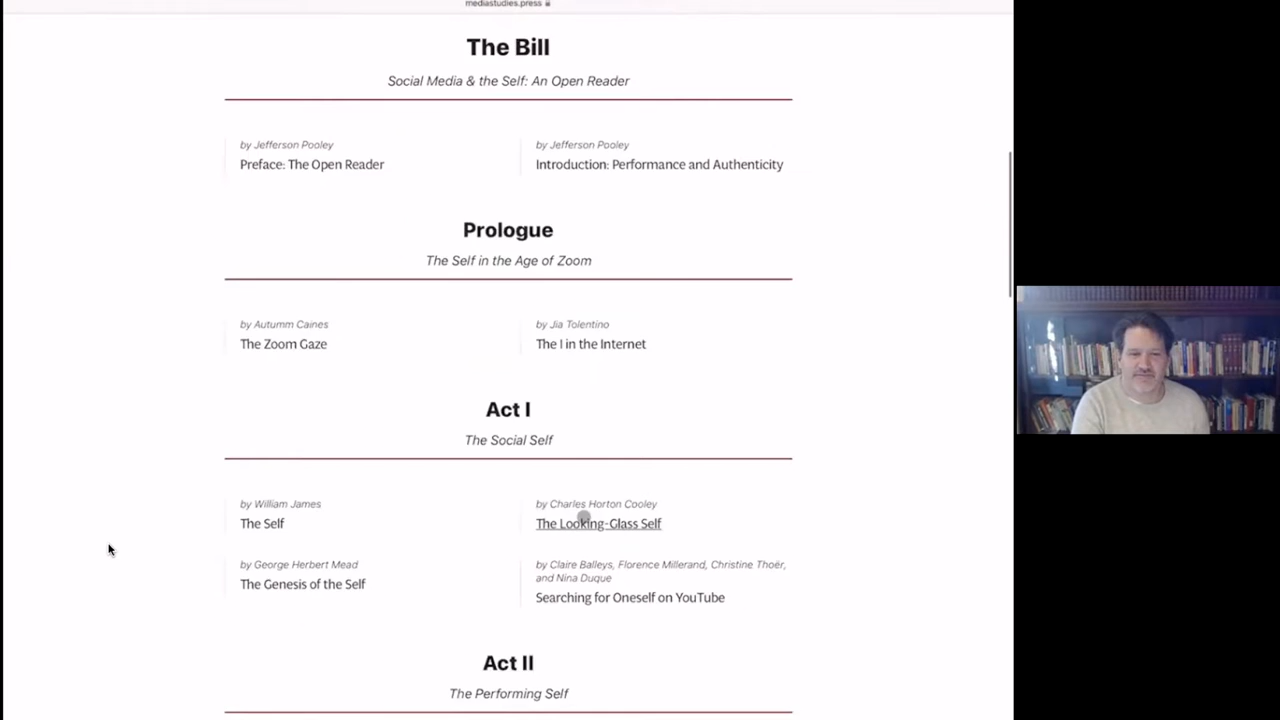 mediastudies.press
The Bill
Social Media & the Self: An Open Reader
by Jefferson Pooley
Preface: The Open Reader
by Jefferson Pooley
Introduction: Performance and Authenticity
Prologue
The Self in the Age of Zoom
by Autumm Caines
The Zoom Gaze
by Jia Tolentino
The I in the Internet
Act I
The Social Self
by William James
The Self
by Charles Horton Cooley
The Looking-Glass Self
by George Herbert Mead
The Genesis of the Self
by Claire Balleys, Florence Millerand, Christine Thoër,
and Nina Duque
Searching for Oneself on YouTube
Act II
The Performing Self